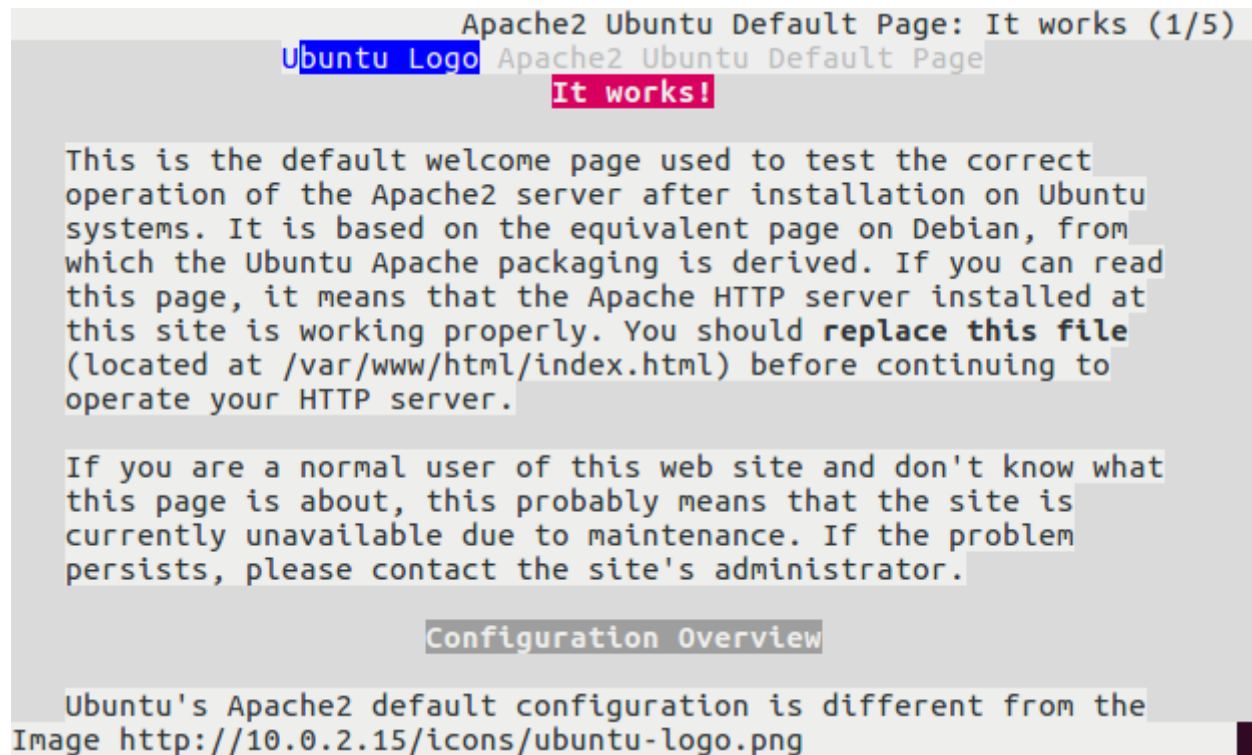 Apache2 Ubuntu Default Page: It works (1/5)
Ubuntu Logo Apache2 Ubuntu Default Page
It works!
This is the default welcome page used to test the correct
operation of the Apache2 server after installation on Ubuntu
systems. It is based on the equivalent page on Debian, from
which the Ubuntu Apache packaging is derived. If you can read
this page, it means that the Apache HTTP server installed at
this site is working properly. You should replace this file
(located at /var/www/html/index.html) before continuing to
operate your HTTP server.
If you are a normal user of this web site and don't know what
this page is about, this probably means that the site is
currently unavailable due to maintenance. If the problem
persists, please contact the site's administrator.
Configuration Overview
Ubuntu's Apache2 default configuration is different from the
Image http://10.0.2.15/icons/ubuntu-logo.png